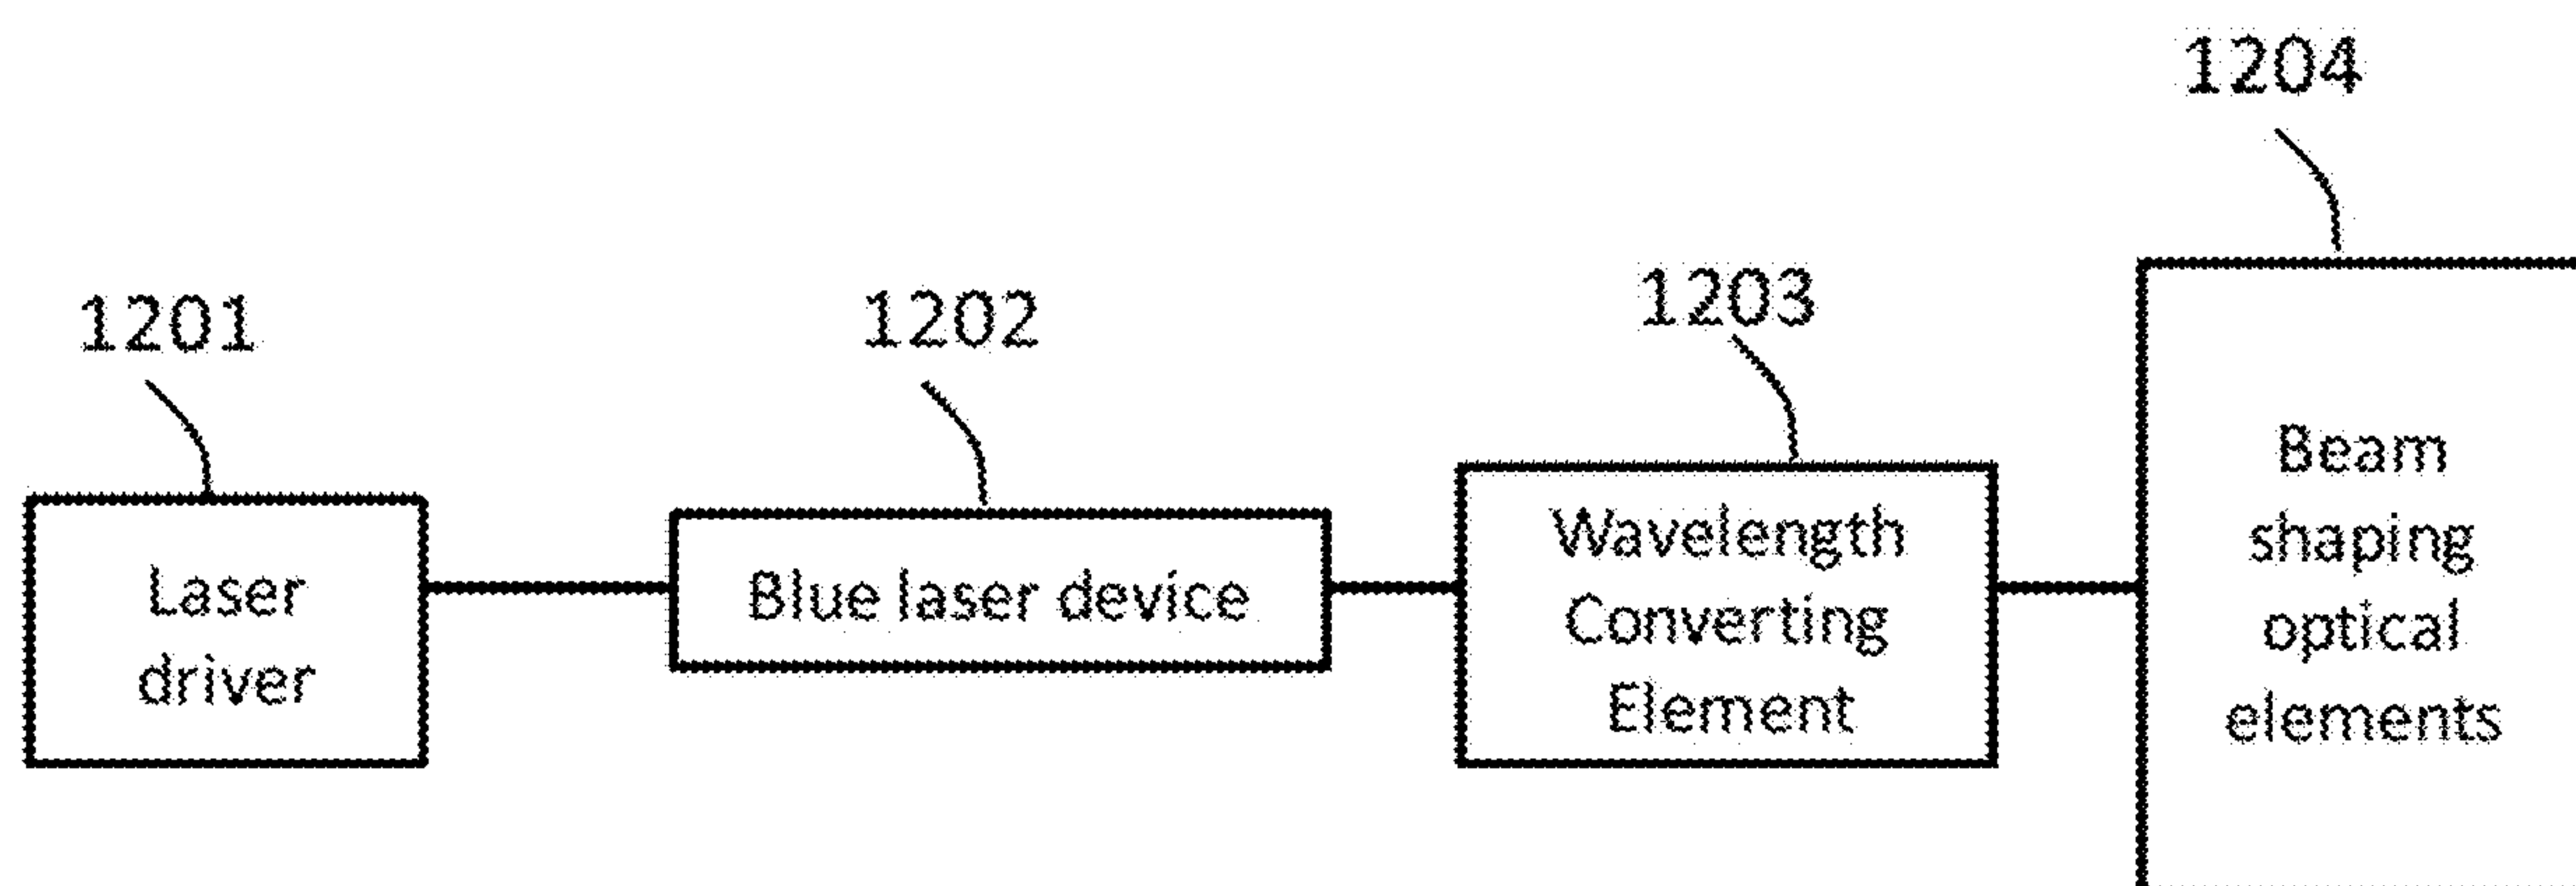 1204
1201
1202
1203
Laser
driver
Blue laser device
Wavelength
Converting
Element
Beam
shaping
optical
elements